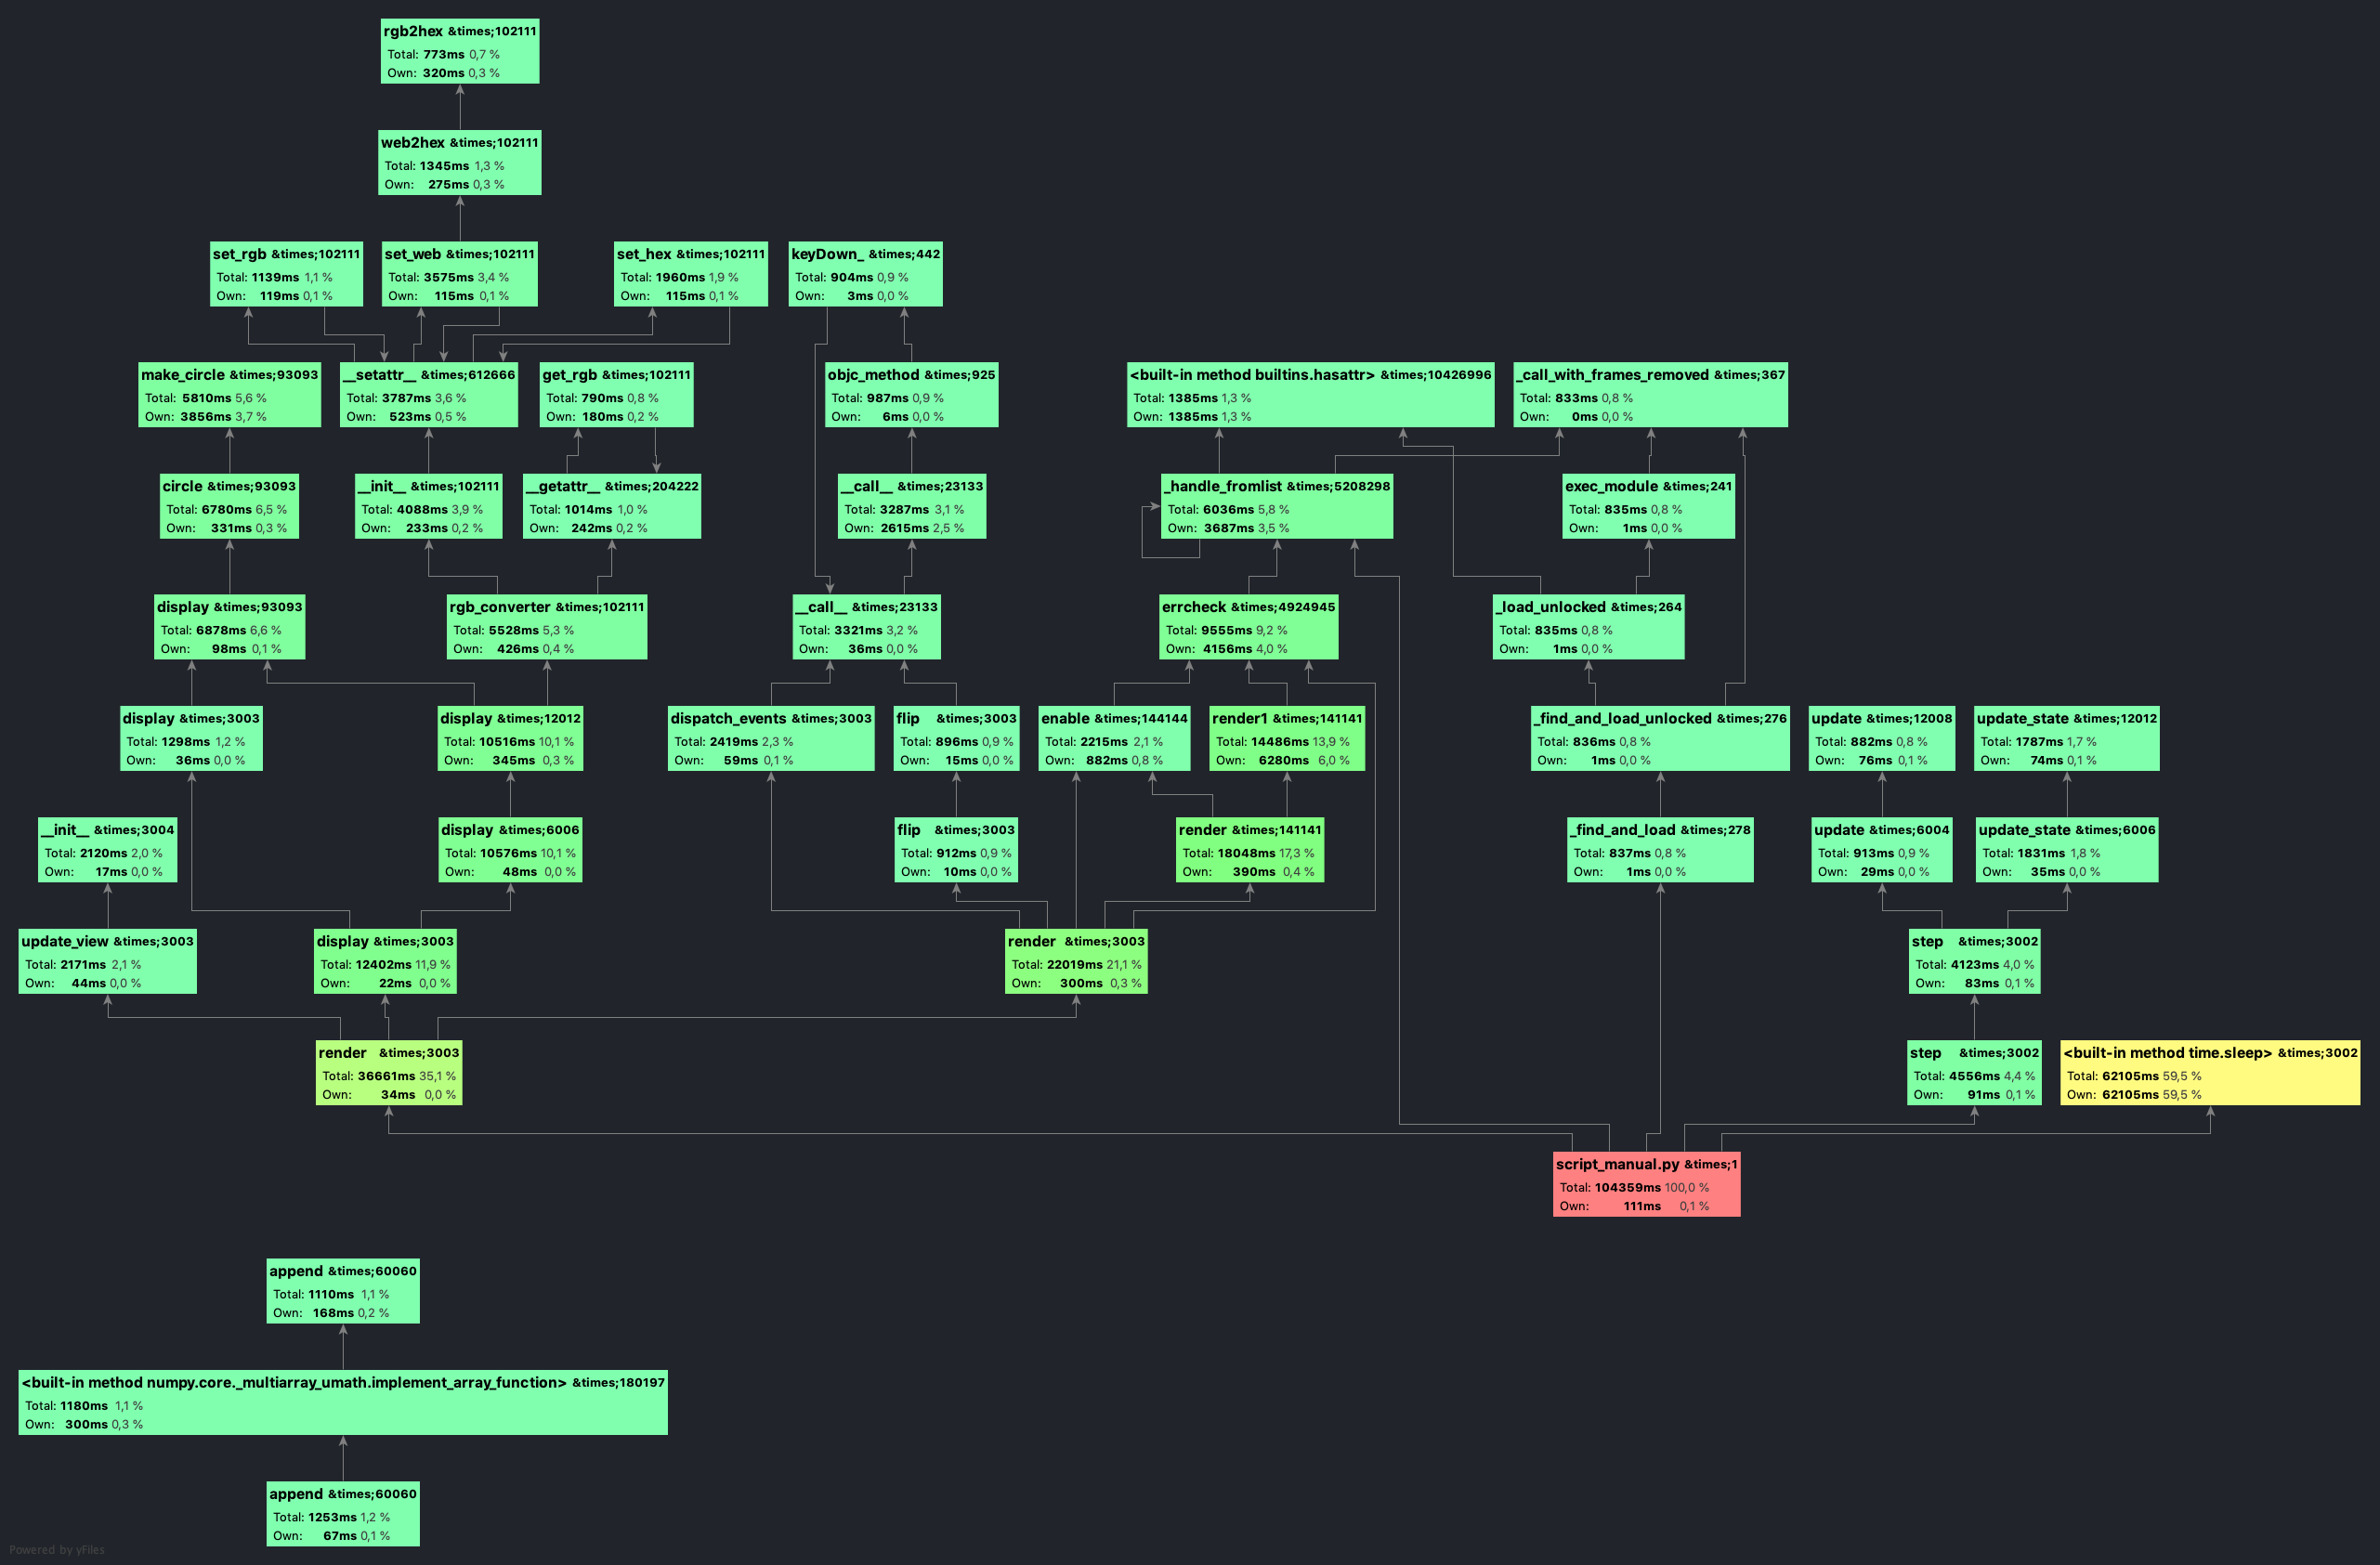 rgb2hex &times;102111
Total: 773ms 0,7 %
Own: 320ms 0,3 %
web2hex &times;102111
Total: 1345ms 1,3 %
Own: 275ms 0,3 %
set_rgb &times;102111
Total: 1139ms 1,1 %
Own: 119ms 0,1 %
set_web &times;102111
Total: 3575ms 3,4 %
Own: 115ms 0,1 %
set_hex &times;102111
Total: 1960ms 1,9 %
Own: 115ms 0,1 %
keyDown_ &times;442
Total: 904ms 0,9 %
Own: 3ms 0,0 %
make_circle &times;93093
Total: 5810ms 5,6 %
Own: 3856ms 3,7 %
__setattr__ &times;612666
Total: 3787ms 3,6 %
Own: 523ms 0,5 %
get_rgb &times;102111
Total: 790ms 0,8 %
Own: 180ms 0,2 %
objc_method &times;925
Total: 987ms 0,9 %
Own: 6ms 0,0 %
<built-in method builtins.hasattr> &times;10426996
Total: 1385ms 1,3 %
Own: 1385ms 1,3 %
_call_with_frames_removed &times;367
Total: 833ms 0,8 %
Own: 0ms 0,0 %
circle &times;93093
Total: 6780ms 6,5 %
Own: 331ms 0,3 %
__init__ &times;102111
Total: 4088ms 3,9 %
Own: 233ms 0,2 %
__getattr__ &times;204222
Total: 1014ms 1,0 %
Own: 242ms 0,2 %
__call__ &times;23133
Total: 3287ms 3,1 %
Own: 2615ms 2,5 %
_handle_fromlist &times;5208298
Total: 6036ms 5,8 %
Own: 3687ms 3,5 %
exec_module &times;241
Total: 835ms 0,8 %
Own: 1ms 0,0 %
display &times;93093
Total: 6878ms 6,6 %
Own: 98ms 0,1 %
rgb_converter &times;102111
Total: 5528ms 5,3 %
Own: 426ms 0,4 %
__call__ &times;23133
Total: 3321ms 3,2 %
Own: 36ms 0,0 %
errcheck &times;4924945
Total: 9555ms 9,2 %
Own: 4156ms 4,0 %
_load_unlocked &times;264
Total: 835ms 0,8 %
Own: 1ms 0,0 %
display &times;3003
Total: 1298ms 1,2 %
Own: 36ms 0,0 %
display &times;12012
Total: 10516ms 10,1 %
Own: 345ms 0,3 %
dispatch_events &times;3003
Total: 2419ms 2,3 %
Own: 59ms 0,1 %
flip &times;3003
Total: 896ms 0,9 %
Own: 15ms 0,0 %
enable &times;144144
Total: 2215ms 2,1 %
Own: 882ms 0,8 %
render1 &times;141141
Total: 14486ms 13,9 %
Own: 6280ms 6,0 %
_find_and_load_unlocked &times;276
Total: 836ms 0,8 %
Own: 1ms 0,0 %
update &times;12008
Total: 882ms 0,8 %
Own: 76ms 0,1 %
update_state &times;12012
Total: 1787ms 1,7 %
Own: 74ms 0,1 %
__init__ &times;3004
Total: 2120ms 2,0 %
Own: 17ms 0,0 %
display &times;6006
Total: 10576ms 10,1 %
Own: 48ms 0,0 %
flip &times;3003
Total: 912ms 0,9 %
Own: 10ms 0,0 %
render &times;141141
Total: 18048ms 17,3 %
Own: 390ms 0,4 %
_find_and_load &times;278
Total: 837ms 0,8 %
Own: 1ms 0,0 %
update &times;6004
Total: 913ms 0,9 %
Own: 29ms 0,0 %
update_state &times;6006
Total: 1831ms 1,8 %
Own: 35ms 0,0 %
update_view &times;3003
Total: 2171ms 2,1 %
Own: 44ms 0,0 %
display &times;3003
Total: 12402ms 11,9 %
Own: 22ms 0,0 %
render &times;3003
Total: 22019ms 21,1 %
Own: 300ms 0,3 %
step &times;3002
Total: 4123ms 4,0 %
Own: 83ms 0,1 %
render &times;3003
Total: 36661ms 35,1 %
Own: 34ms 0,0 %
step &times;3002
Total: 4556ms 4,4 %
Own: 91ms 0,1 %
<built-in method time.sleep> &times;3002
Total: 62105ms 59,5 %
Own: 62105ms 59,5 %
script_manual.py &times;1
Total: 104359ms 100,0 %
Own: 111ms 0,1 %
append &times;60060
Total: 1110ms 1,1 %
Own: 168ms 0,2 %
<built-in method numpy.core._multiarray_umath.implement_array_function> &times;180197
Total: 1180ms 1,1 %
Own: 300ms 0,3 %
append &times;60060
Total: 1253ms 1,2 %
Own: 67ms 0,1 %
Powered by yFiles